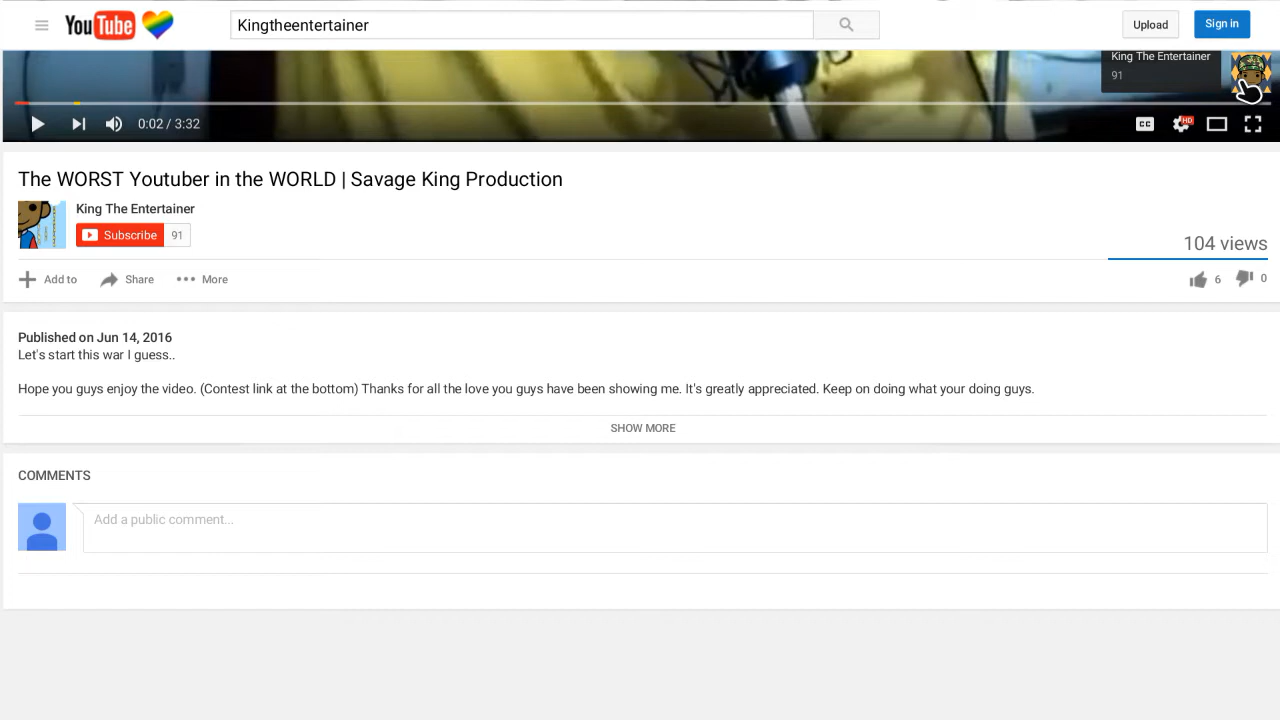 YouTube
Kingtheentertainer
Upload
Sign in
King The Entertainer
91
0:02 / 3:32
CC
HD
The WORST Youtuber in the WORLD | Savage King Production
King The Entertainer
Subscribe 91
104 views
Add to Share More
6 0
Published on Jun 14, 2016
Let's start this war I guess..
Hope you guys enjoy the video. (Contest link at the bottom) Thanks for all the love you guys have been showing me. It's greatly appreciated. Keep on doing what your doing guys.
SHOW MORE
COMMENTS
Add a public comment...